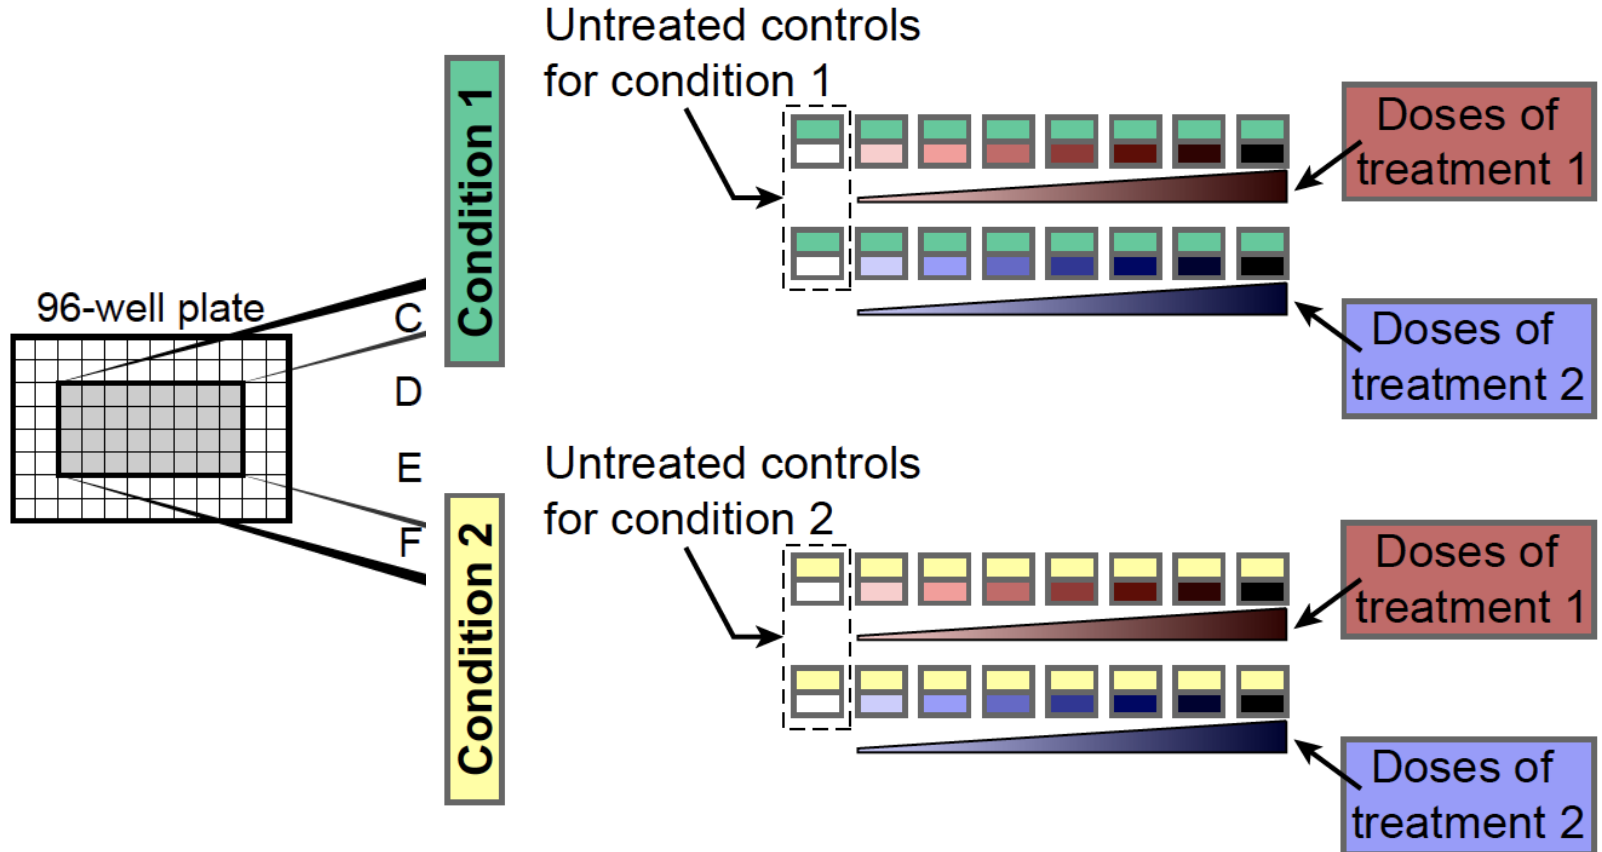 96-well plate
C
D
E
F
Condition 1
Untreated controls
for condition 1
Doses of
treatment 1
Doses of
treatment 2
Condition 2
Untreated controls
for condition 2
Doses of
treatment 1
Doses of
treatment 2